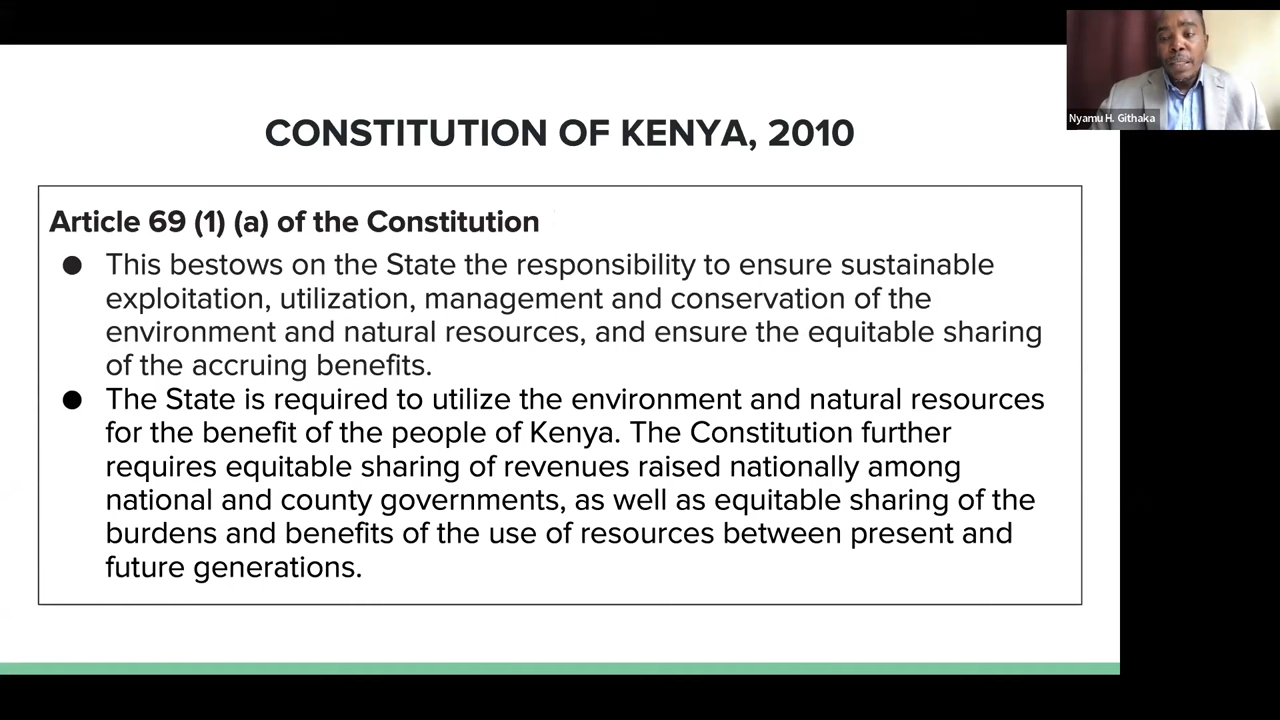 CONSTITUTION OF KENYA, 2010
Nyamu H. Githaka
Article 69 (1) (a) of the Constitution
● This bestows on the State the responsibility to ensure sustainable
exploitation, utilization, management and conservation of the
environment and natural resources, and ensure the equitable sharing
of the accruing benefits.
● The State is required to utilize the environment and natural resources
for the benefit of the people of Kenya. The Constitution further
requires equitable sharing of revenues raised nationally among
national and county governments, as well as equitable sharing of the
burdens and benefits of the use of resources between present and
future generations.